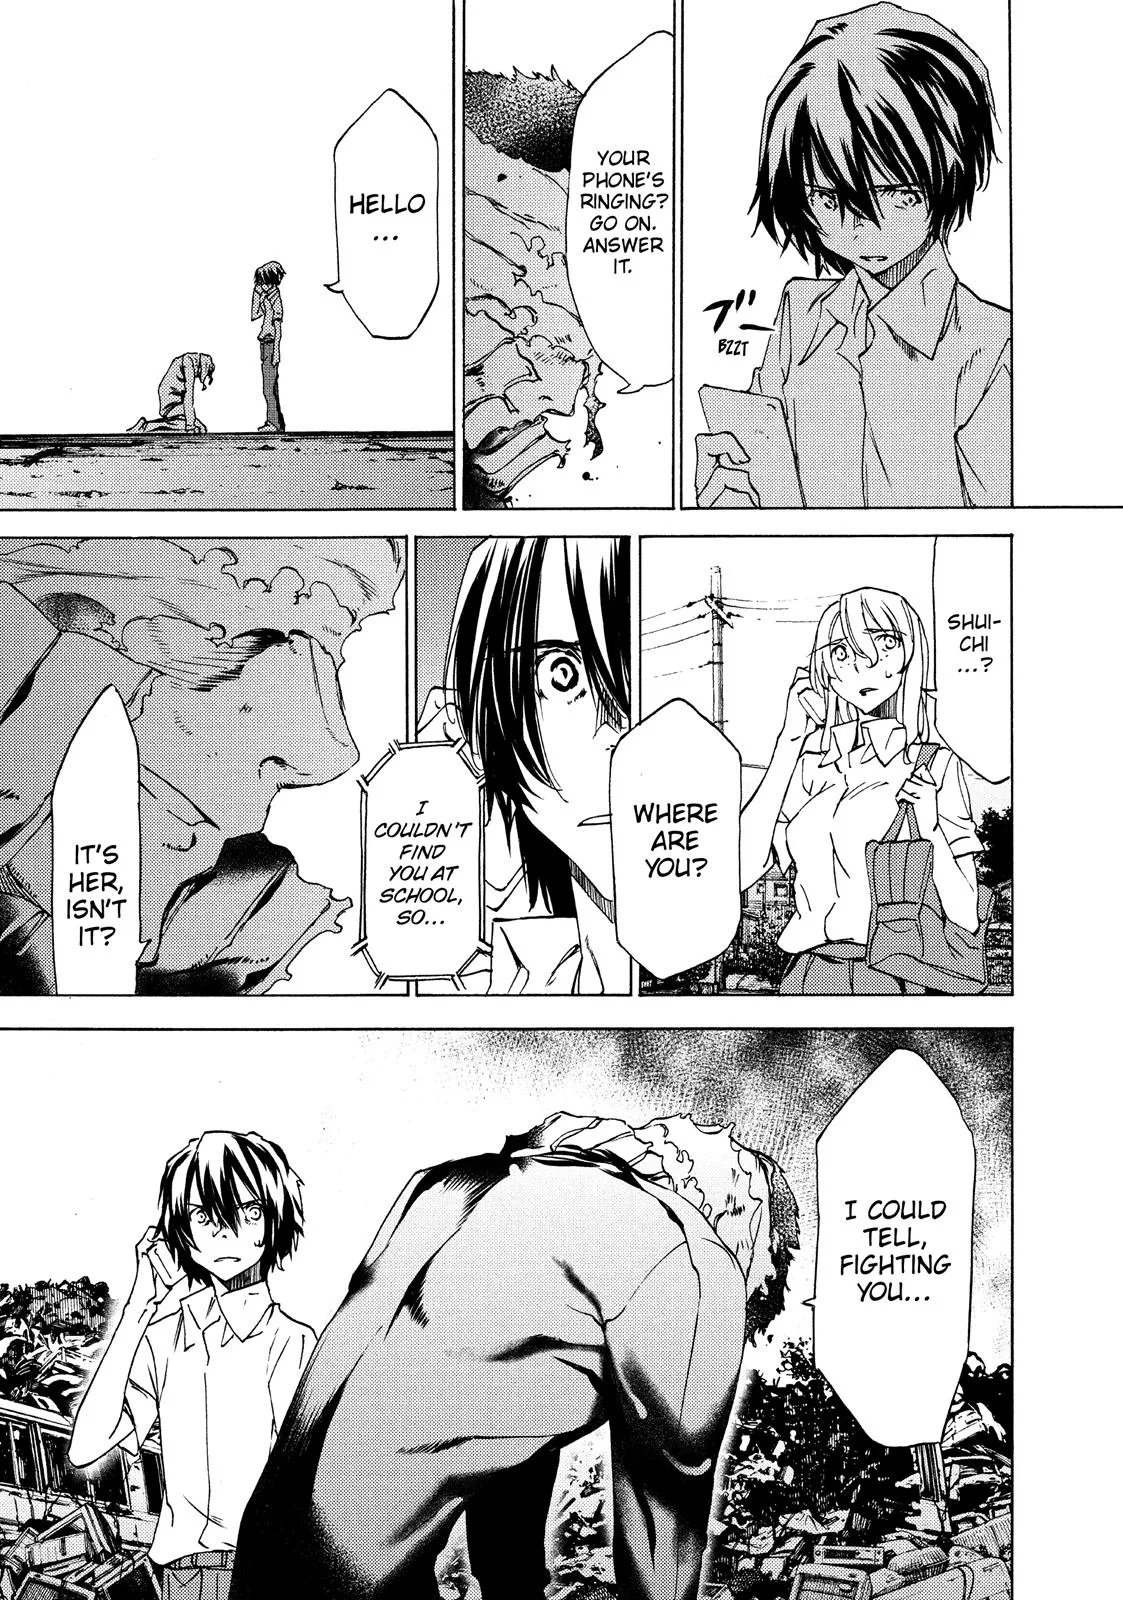 ブー
BZZT
YOUR
PHONE'S
RINGING?
GO ON.
ANSWER
IT.
HELLO
...
SHUI-
CHI
...?
WHERE
ARE
YOU?
I
COULDN'T
FIND
YOU AT
SCHOOL,
SO...
IT'S
HER,
ISN'T
IT?
I COULD
TELL,
FIGHTING
YOU...